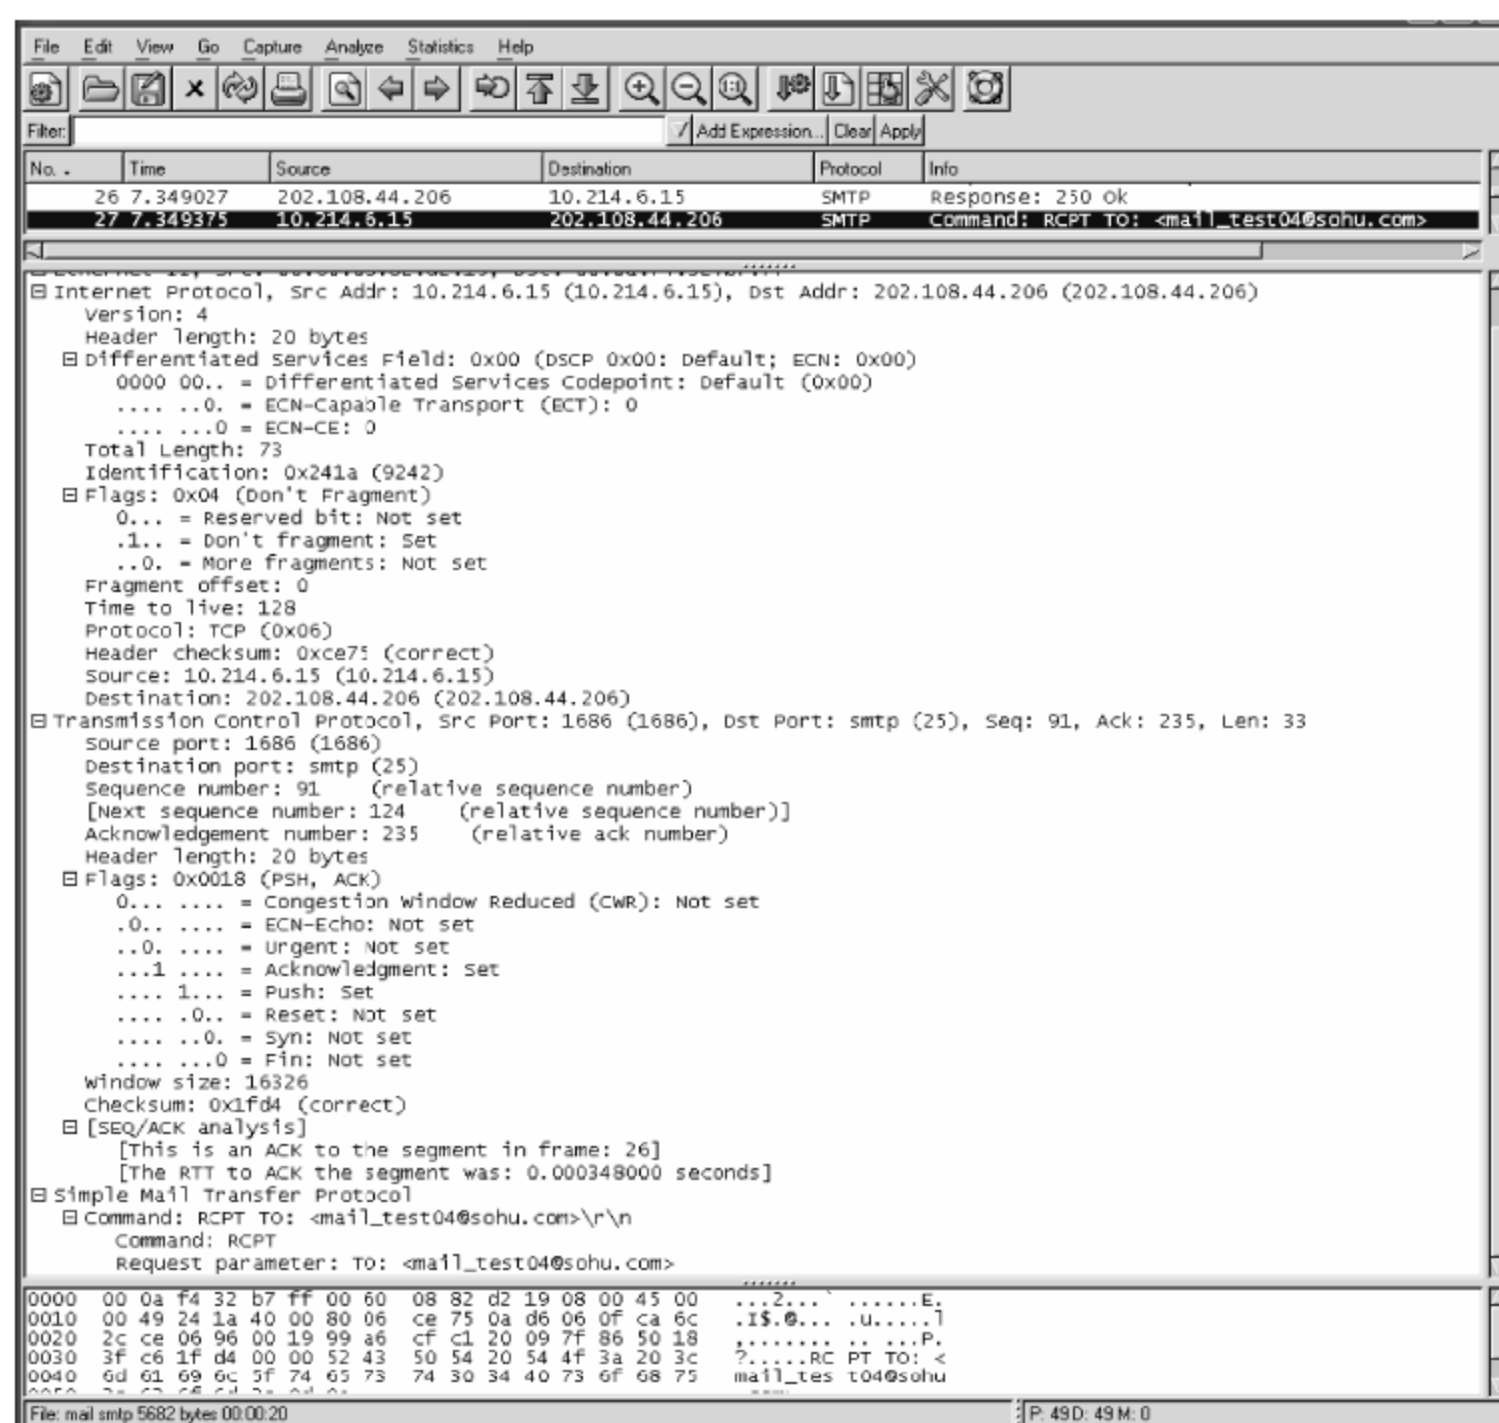 File Edit View Go Capture Analyze Statistics Help
Filter: Add Expression... Clear Apply
No. . Time Source Destination Protocol Info
26 7.349027 202.108.44.206 10.214.6.15 SMTP Response: 250 Ok
27 7.349375 10.214.6.15 202.108.44.206 SMTP Command: RCPT TO: <mail_test04@sohu.com>
Internet Protocol, Src Addr: 10.214.6.15 (10.214.6.15), Dst Addr: 202.108.44.206 (202.108.44.206)
Version: 4
Header length: 20 bytes
Differentiated Services Field: 0x00 (DSCP 0x00: Default; ECN: 0x00)
0000 00.. = Differentiated Services Codepoint: Default (0x00)
.... ..0. = ECN-Capable Transport (ECT): 0
.... ...0 = ECN-CE: 0
Total Length: 73
Identification: 0x241a (9242)
Flags: 0x04 (Don't Fragment)
0... = Reserved bit: Not set
.1.. = Don't fragment: Set
..0. = More fragments: Not set
Fragment offset: 0
Time to live: 128
Protocol: TCP (0x06)
Header checksum: 0xce75 (correct)
Source: 10.214.6.15 (10.214.6.15)
Destination: 202.108.44.206 (202.108.44.206)
Transmission Control Protocol, Src Port: 1686 (1686), Dst Port: smtp (25), Seq: 91, Ack: 235, Len: 33
Source port: 1686 (1686)
Destination port: smtp (25)
Sequence number: 91 (relative sequence number)
[Next sequence number: 124 (relative sequence number)]
Acknowledgement number: 235 (relative ack number)
Header length: 20 bytes
Flags: 0x0018 (PSH, ACK)
0... .... = Congestion Window Reduced (CWR): Not set
.0.. .... = ECN-Echo: Not set
..0. .... = Urgent: Not set
...1 .... = Acknowledgment: Set
.... 1... = Push: Set
.... .0.. = Reset: Not set
.... ..0. = Syn: Not set
.... ...0 = Fin: Not set
Window size: 16326
Checksum: 0x1fd4 (correct)
[SEQ/ACK analysis]
[This is an ACK to the segment in frame: 26]
[The RTT to ACK the segment was: 0.000348000 seconds]
Simple Mail Transfer Protocol
Command: RCPT TO: <mail_test04@sohu.com>\r\n
Command: RCPT
Request parameter: TO: <mail_test04@sohu.com>
0000 00 0a f4 32 b7 ff 00 60 08 82 d2 19 08 00 45 00 ...2...` ......E.
0010 00 49 24 1a 40 00 80 06 ce 75 0a d6 06 0f ca 6c .I$.@... .u.....l
0020 2c ce 06 96 00 19 99 a6 cf c1 20 09 7f 86 50 18 ,....... .. ...P.
0030 3f c6 1f d4 00 00 52 43 50 54 20 54 4f 3a 20 3c ?.....RC PT TO: <
0040 6d 61 69 6c 5f 74 65 73 74 30 34 40 73 6f 68 75 mail_tes t04@sohu
File: mail smtp 5682 bytes 00:00:20 P: 49 D: 49 M: 0